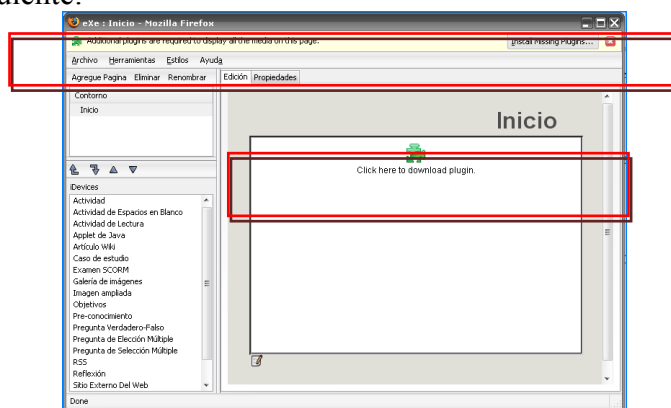 diente:
eXe : Inicio - Mozilla Firefox
Additional plugins are required to display all the media on this page.
Install Missing Plugins...
Archivo Herramientas Estilos Ayuda
Agregue Pagina Eliminar Renombrar
Edición Propiedades
Contorno
Inicio
Inicio
Click here to download plugin.
iDevices
Actividad
Actividad de Espacios en Blanco
Actividad de Lectura
Applet de Java
Artículo Wiki
Caso de estudio
Examen SCORM
Galería de imágenes
Imagen ampliada
Objetivos
Pre-conocimiento
Pregunta Verdadero-Falso
Pregunta de Elección Múltiple
Pregunta de Selección Múltiple
RSS
Reflexión
Sitio Externo Del Web
Done